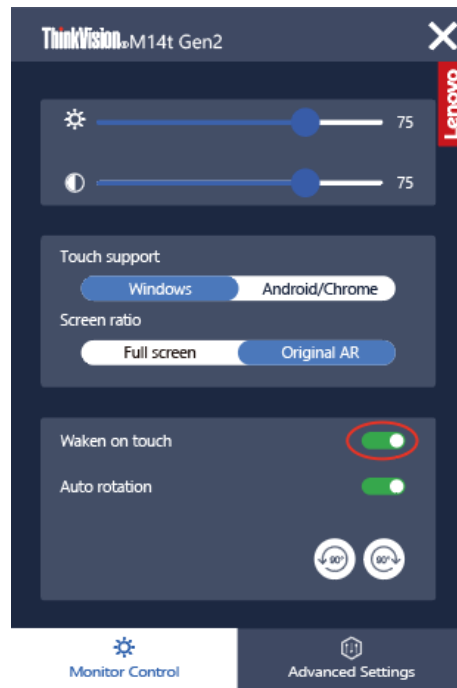 ThinkVision®M14t Gen2
Lenovo
75
75
Touch support
Windows Android/Chrome
Screen ratio
Full screen Original AR
Waken on touch
Auto rotation
90° 90°
Monitor Control Advanced Settings